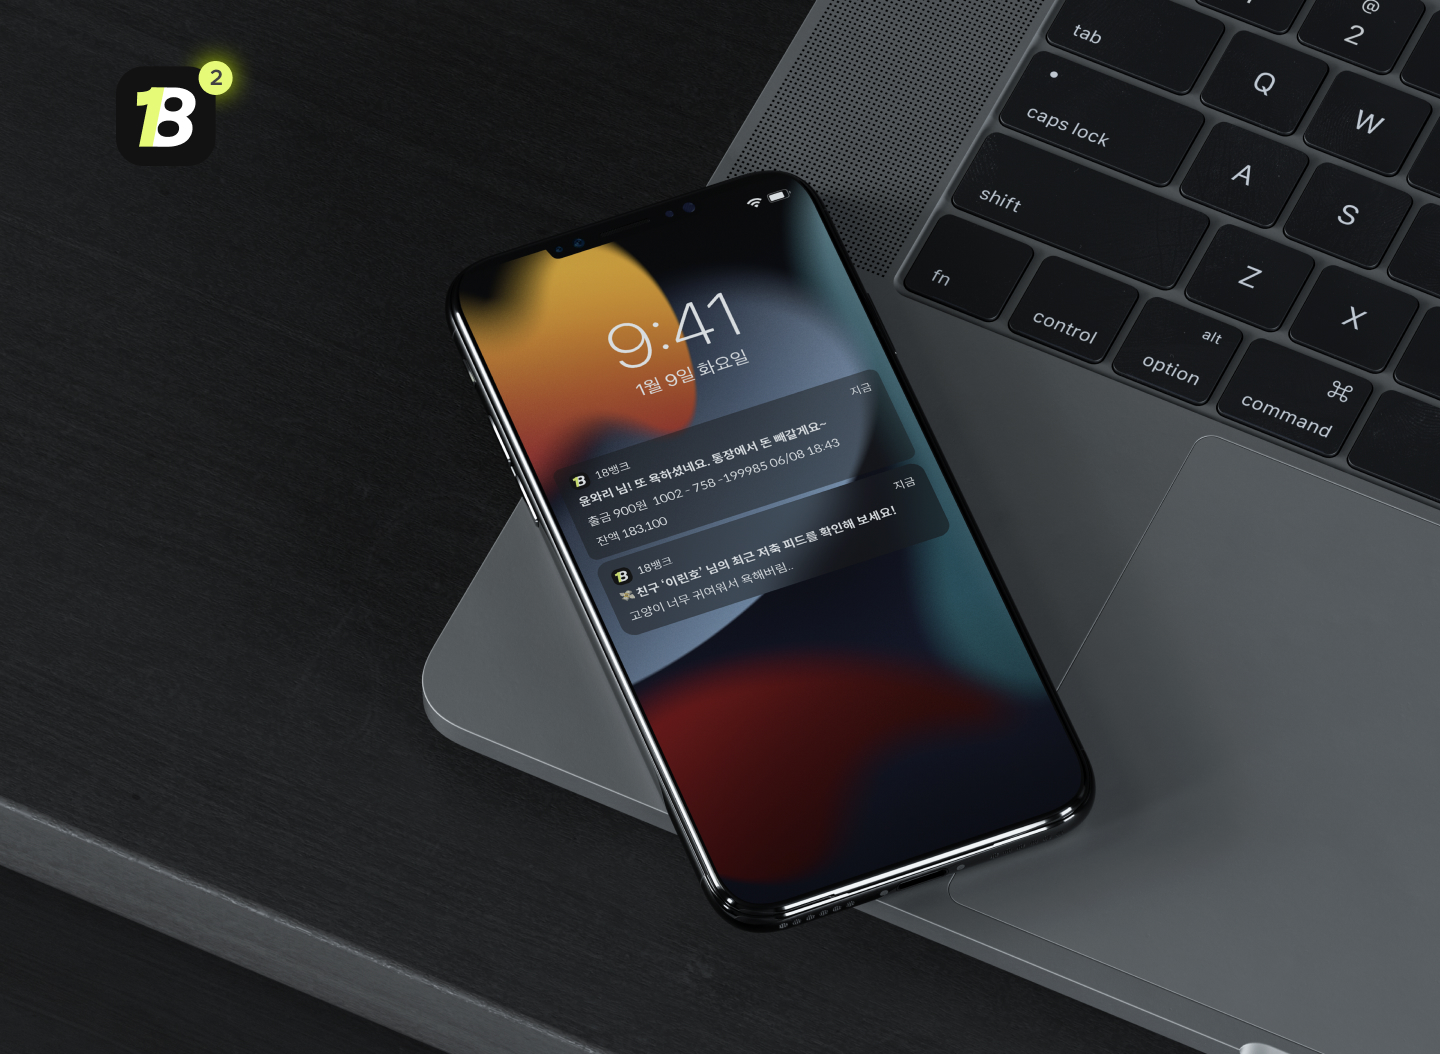 1B
2
9:41
1월 9일 화요일
18뱅크
지금
윤와리 님! 또 욕하셨네요. 통장에서 돈 빼갈게요~
출금 900원 1002 - 758 -199985 06/08 18:43
잔액 183,100
18뱅크
지금
💸 친구 ‘이린호’ 님의 최근 저축 피드를 확인해 보세요!
고양이 너무 귀여워서 욕해버림..
@
2
tab
Q
W
caps lock
A
S
shift
Z
X
fn
control
alt
option
⌘
command